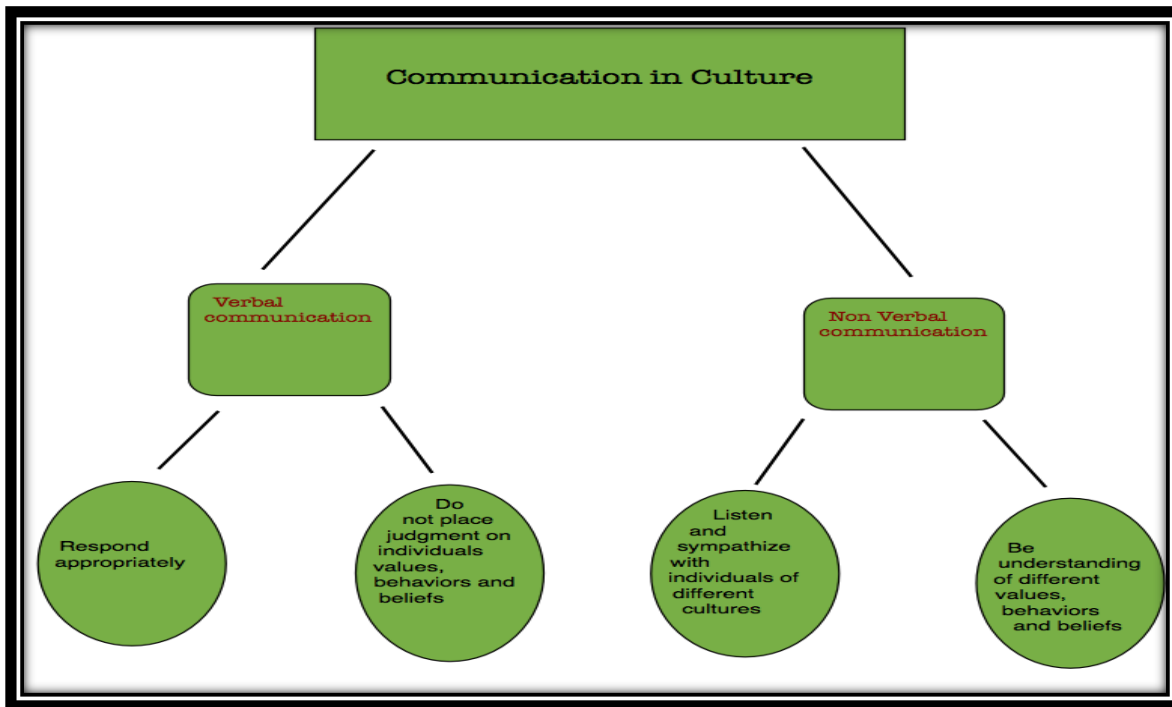 Communication in Culture
Verbal
communication
Non Verbal
communication
Respond
appropriately
Do
not place
judgment on
individuals
values,
behaviors and
beliefs
Listen
and
sympathize
with
individuals of
different
cultures
Be
understanding
of different
values,
behaviors
and beliefs